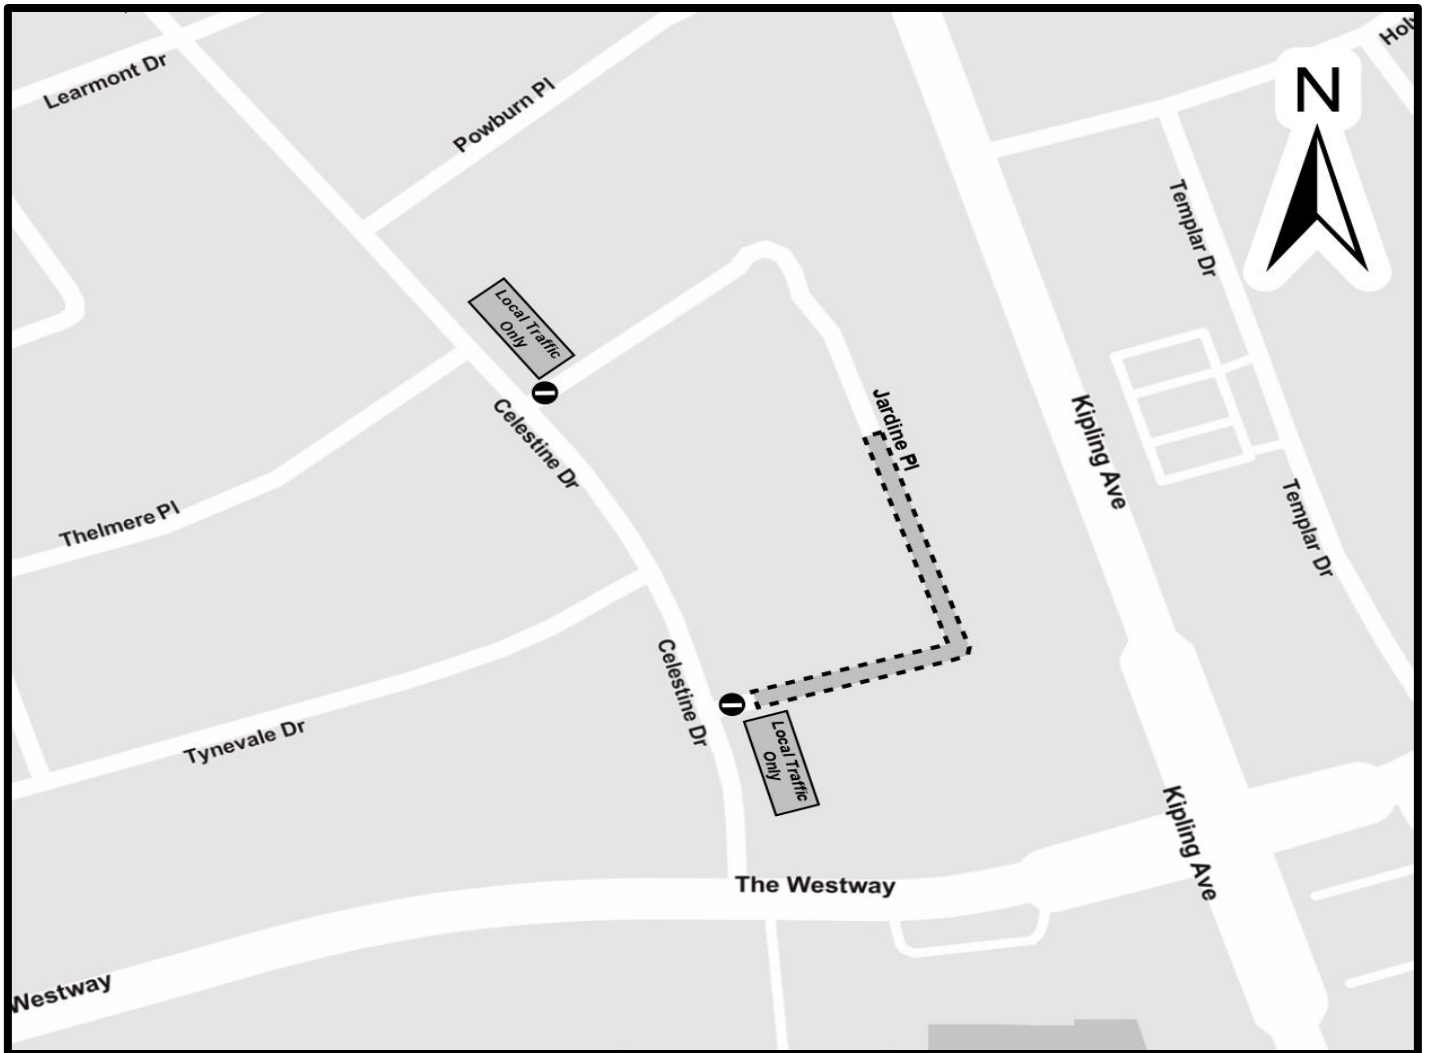 Learmont Dr
Powburn Pl
N
Templar Dr
Local Traffic
Only
Celestine Dr
Jardine Pl
Kipling Ave
Thelmere Pl
Templar Dr
Celestine Dr
Tynevale Dr
Local Traffic
Only
Kipling Ave
The Westway
Westway